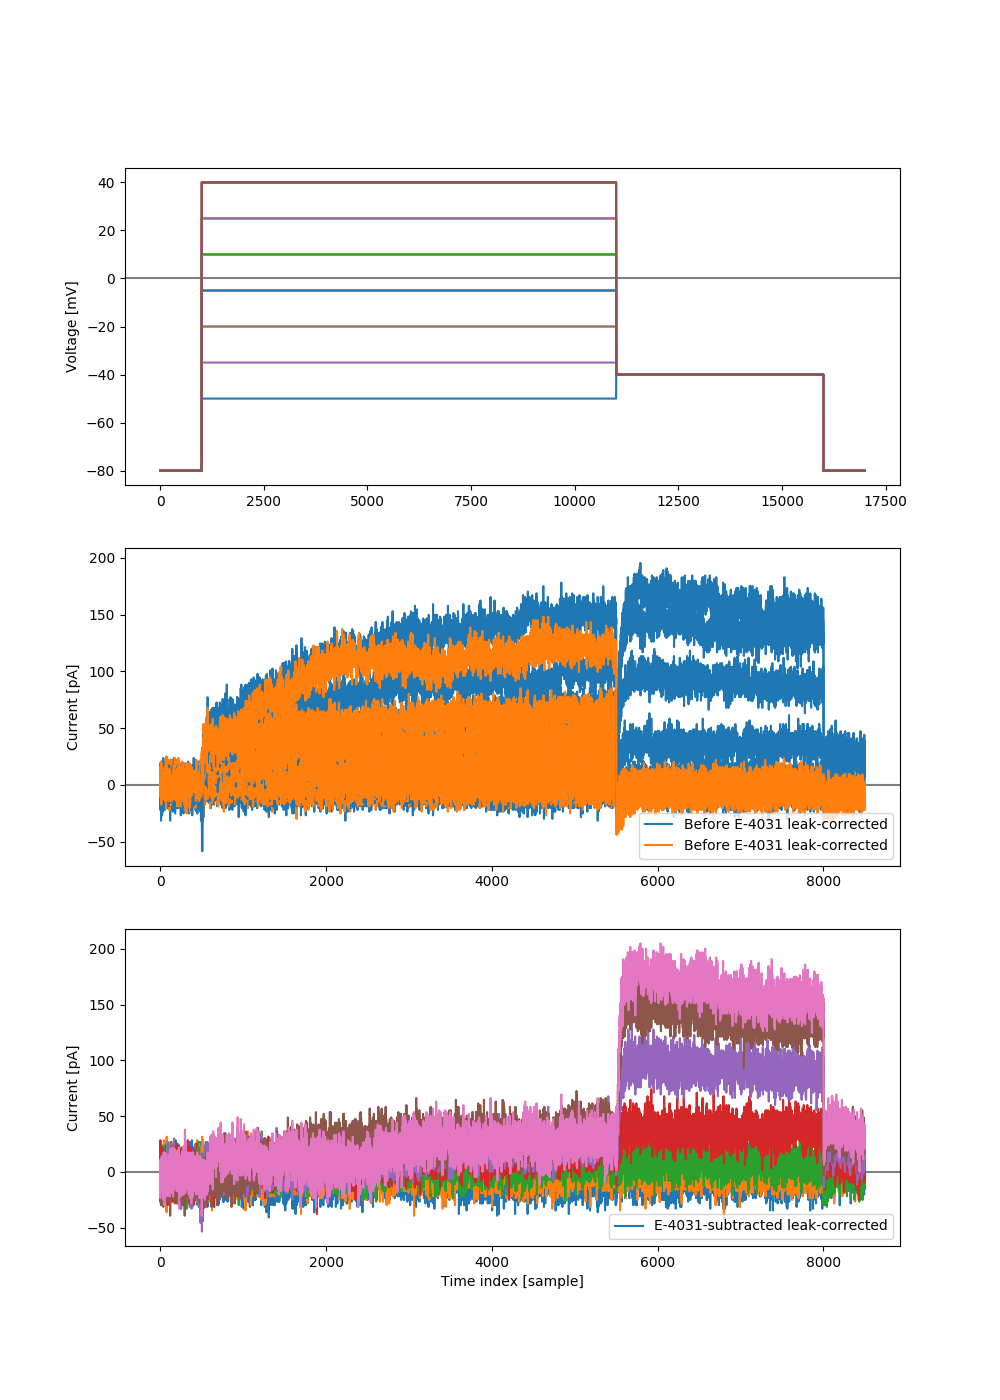 40
20
0
−20
−40
−60
−80
Voltage [mV]
0 2500 5000 7500 10000 12500 15000 17500
200
150
100
50
0
−50
Current [pA]
Before E-4031 leak-corrected
Before E-4031 leak-corrected
0 2000 4000 6000 8000
200
150
100
50
0
−50
Current [pA]
E-4031-subtracted leak-corrected
0 2000 4000 6000 8000
Time index [sample]